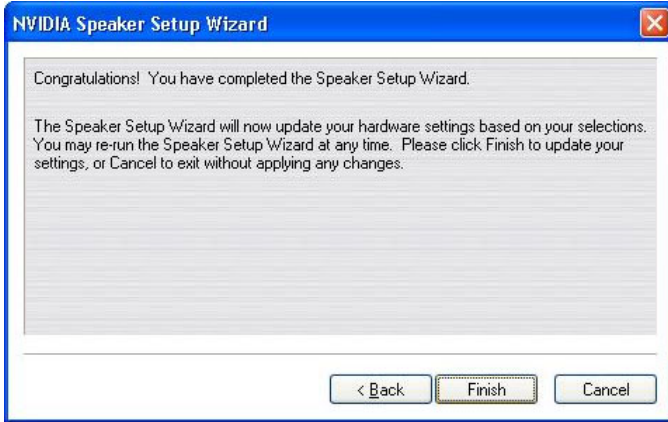 NVIDIA Speaker Setup Wizard
Congratulations! You have completed the Speaker Setup Wizard.
The Speaker Setup Wizard will now update your hardware settings based on your selections.
You may re-run the Speaker Setup Wizard at any time. Please click Finish to update your
settings, or Cancel to exit without applying any changes.
< Back Finish Cancel